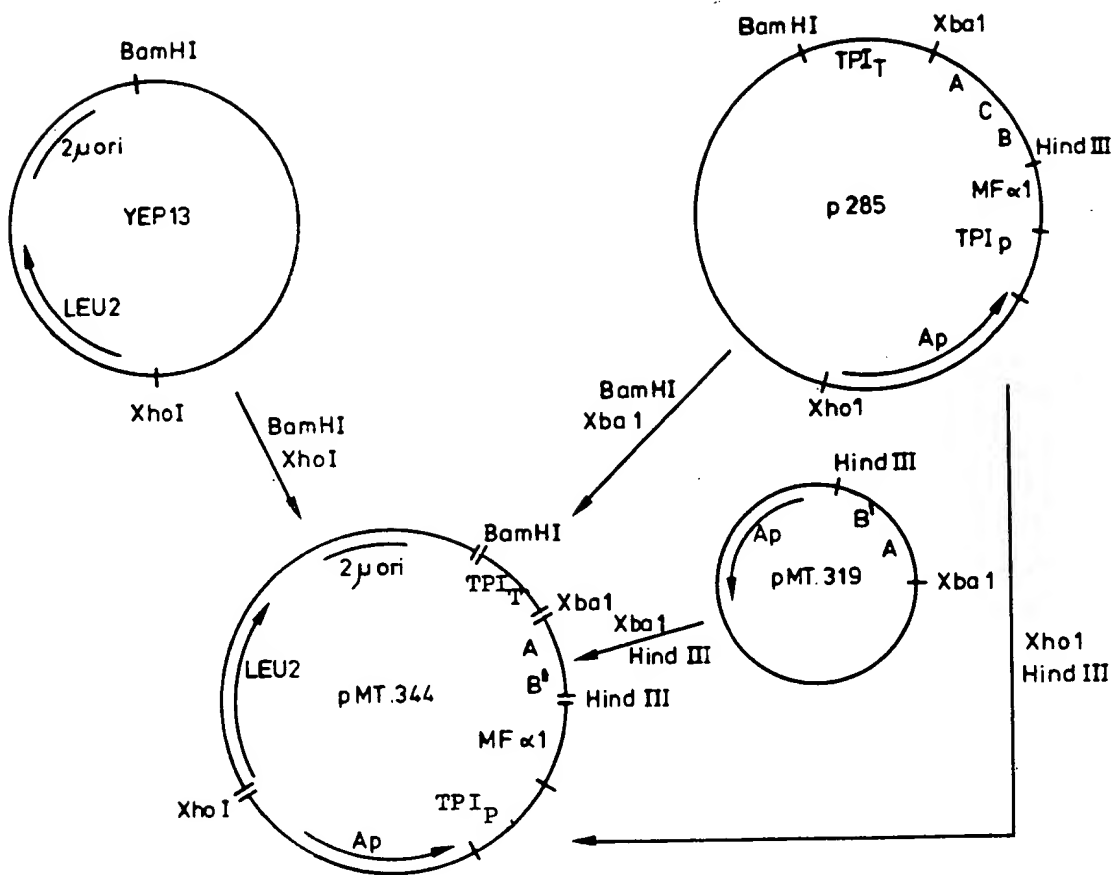 BamHI
2μ ori
YEP13
LEU2
XhoI
BamHI
XhoI
BamHI
TPI_T
Xba1
A
C
B
Hind III
MFα1
p285
TPI_p
Ap
Xho1
BamHI
Xba 1
Hind III
B'
A
Ap
pMT.319
Xba 1
Xba1
Hind III
Xho1
Hind III
BamHI
2μ ori
TPI_T
Xba1
A
B'
Hind III
LEU2
pMT.344
MFα1
XhoI
TPI_P
Ap